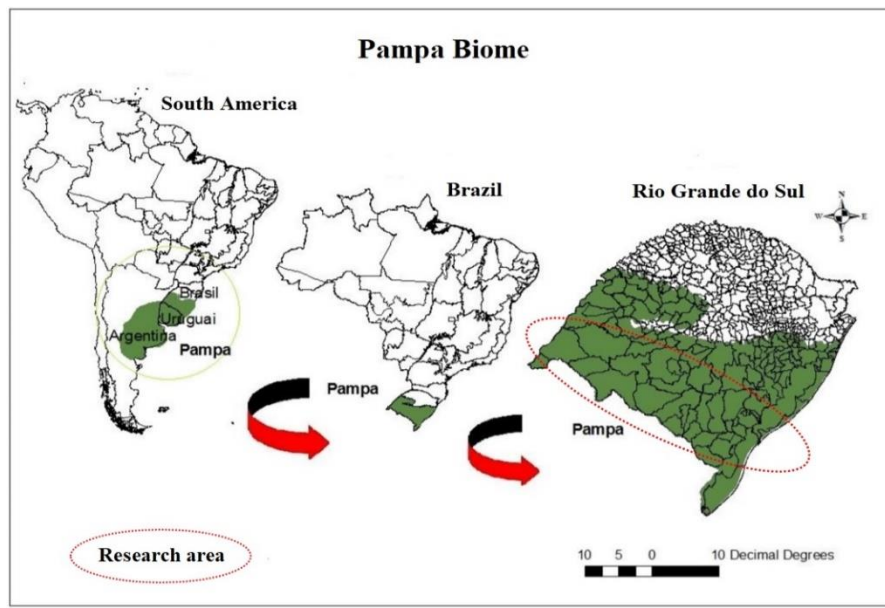 Pampa Biome
South America
Brazil
Rio Grande do Sul
N
W E
S
Brasil
Uruguai
Argentina
Pampa
Pampa
Pampa
Research area
10 5 0 10 Decimal Degrees